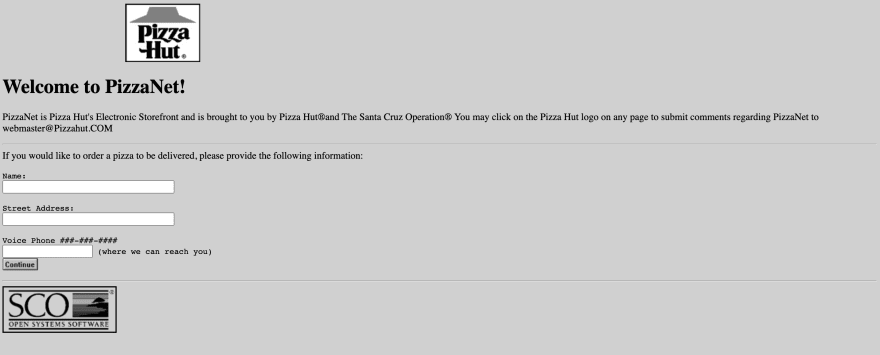 Pizza
Hut®
Welcome to PizzaNet!
PizzaNet is Pizza Hut's Electronic Storefront and is brought to you by Pizza Hut®and The Santa Cruz Operation® You may click on the Pizza Hut logo on any page to submit comments regarding PizzaNet to
webmaster@Pizzahut.COM
If you would like to order a pizza to be delivered, please provide the following information:
Name:
Street Address:
Voice Phone ###-###-####
(where we can reach you)
Continue
SCO®
OPEN SYSTEMS SOFTWARE